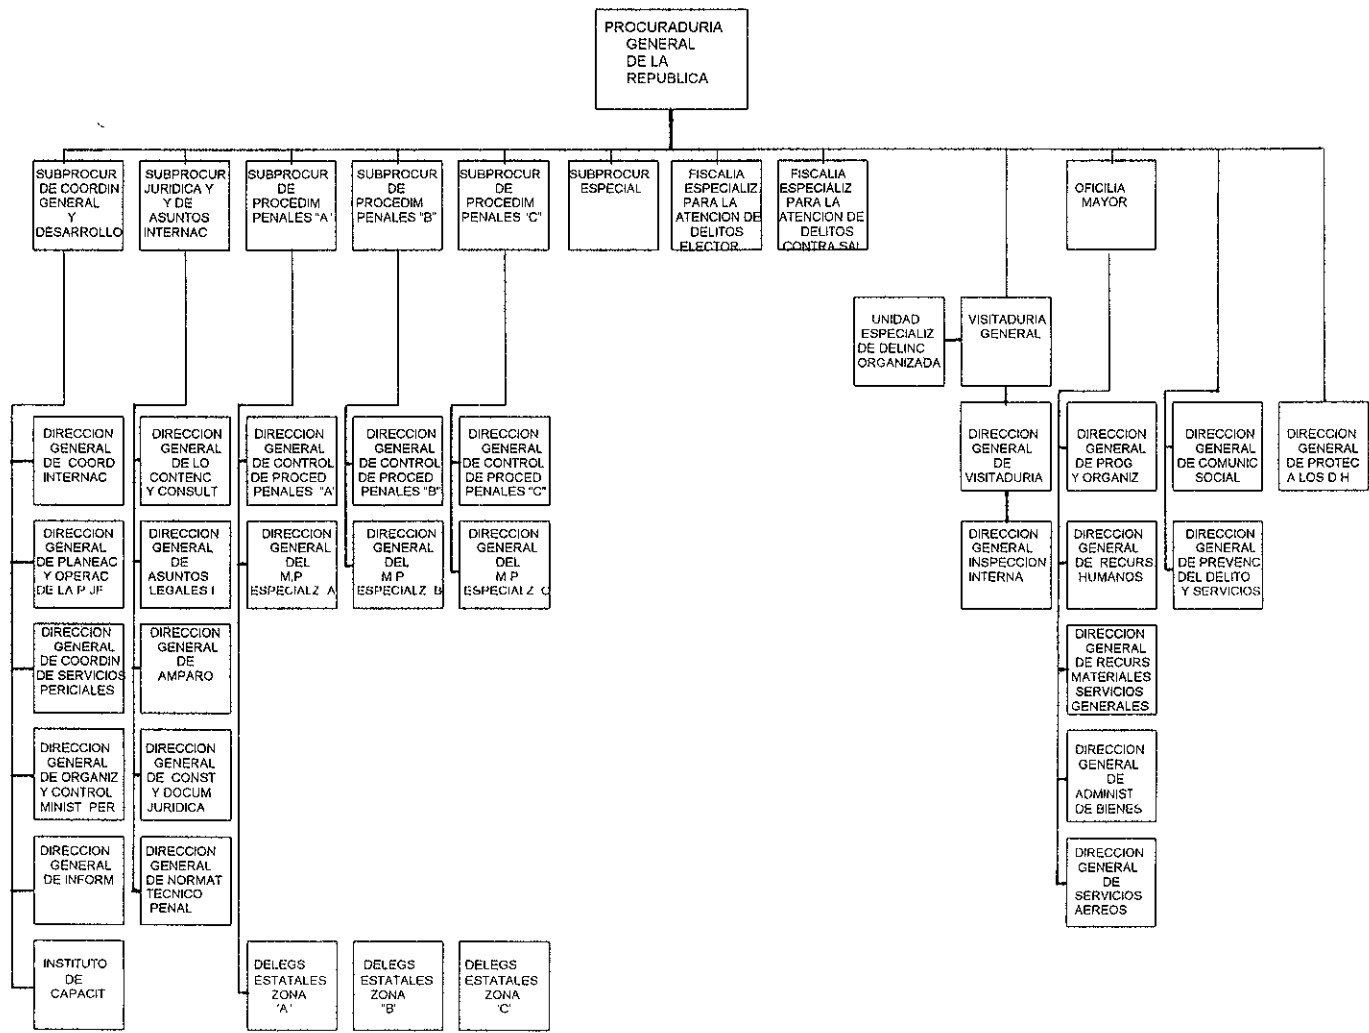 PROCURADURIA
GENERAL
DE LA
REPUBLICA
SUBPROCUR
DE COORDIN
GENERAL
Y
DESARROLLO
SUBPROCUR
JURIDICA Y
Y DE
ASUNTOS
INTERNAC
SUBPROCUR
DE
PROCEDIM
PENALES "A'
SUBPROCUR
DE
PROCEDIM
PENALES "B"
SUBPROCUR
DE
PROCEDIM
PENALES 'C"
SUBPROCUR
ESPECIAL
FISCALIA
ESPECIALIZ
PARA LA
ATENCION DE
DELITOS
ELECTOR
FISCALIA
ESPECIALIZ
PARA LA
ATENCION DE
DELITOS
CONTRA SAL
OFICILIA
MAYOR
UNIDAD
ESPECIALIZ
DE DELINC
ORGANIZADA
VISITADURIA
GENERAL
DIRECCION
GENERAL
DE COORD
INTERNAC
DIRECCION
GENERAL
DE LO
CONTENC
Y CONSULT
DIRECCION
GENERAL
DE CONTROL
DE PROCED
PENALES "A'
DIRECCION
GENERAL
DE CONTROL
DE PROCED
PENALES "B"
DIRECCION
GENERAL
DE CONTROL
DE PROCED
PENALES "C"
DIRECCION
GENERAL
DE
VISITADURIA
DIRECCION
GENERAL
DE PROG
Y ORGANIZ
DIRECCION
GENERAL
DE COMUNIC
SOCIAL
DIRECCION
GENERAL
DE PROTEC
A LOS D H
DIRECCION
GENERAL
DE PLANEAC
Y OPERAC
DE LA P JF
DIRECCION
GENERAL
DE
ASUNTOS
LEGALES I
DIRECCION
GENERAL
DEL
M.P
ESPECIALZ A
DIRECCION
GENERAL
DEL
M P
ESPECIALZ B
DIRECCION
GENERAL
DEL
M P
ESPECIALZ C
DIRECCION
GENERAL
INSPECCION
INTERNA
DIRECCION
GENERAL
DE RECURS
HUMANOS
DIRECCION
GENERAL
DE PREVENC
DEL DELITO
Y SERVICIOS
DIRECCION
GENERAL
DE COORDIN
DE SERVICIOS
PERICIALES
DIRECCION
GENERAL
DE
AMPARO
DIRECCION
GENERAL
DE RECURS
MATERIALES
SERVICIOS
GENERALES
DIRECCION
GENERAL
DE ORGANIZ
Y CONTROL
MINIST PER
DIRECCION
GENERAL
DE CONST
Y DOCUM
JURIDICA
DIRECCION
GENERAL
DE
ADMINIST
DE BIENES
DIRECCION
GENERAL
DE INFORM
DIRECCION
GENERAL
DE NORMAT
TECNICO
PENAL
DIRECCION
GENERAL
DE
SERVICIOS
AEREOS
INSTITUTO
DE
CAPACIT
DELEGS
ESTATALES
ZONA
'A'
DELEGS
ESTATALES
ZONA
"B'
DELEGS
ESTATALES
ZONA
'C'